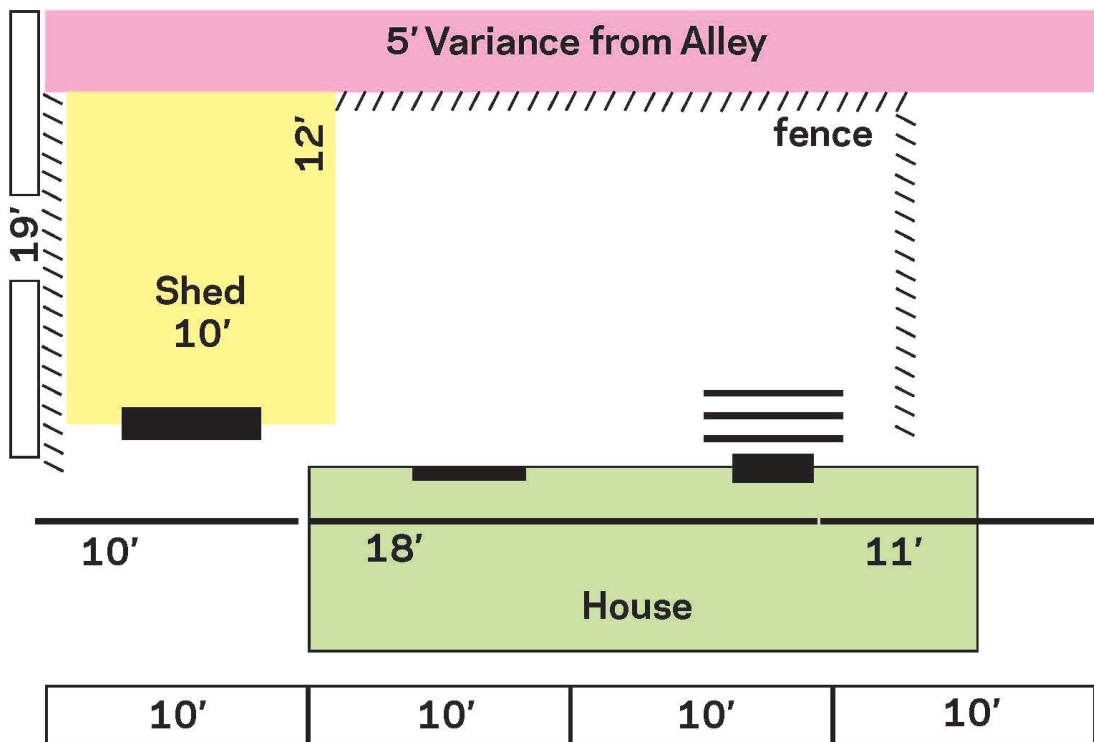 5′ Variance from Alley
12′
fence
19′
Shed
10′
10′
18′
11′
House
10′
10′
10′
10′